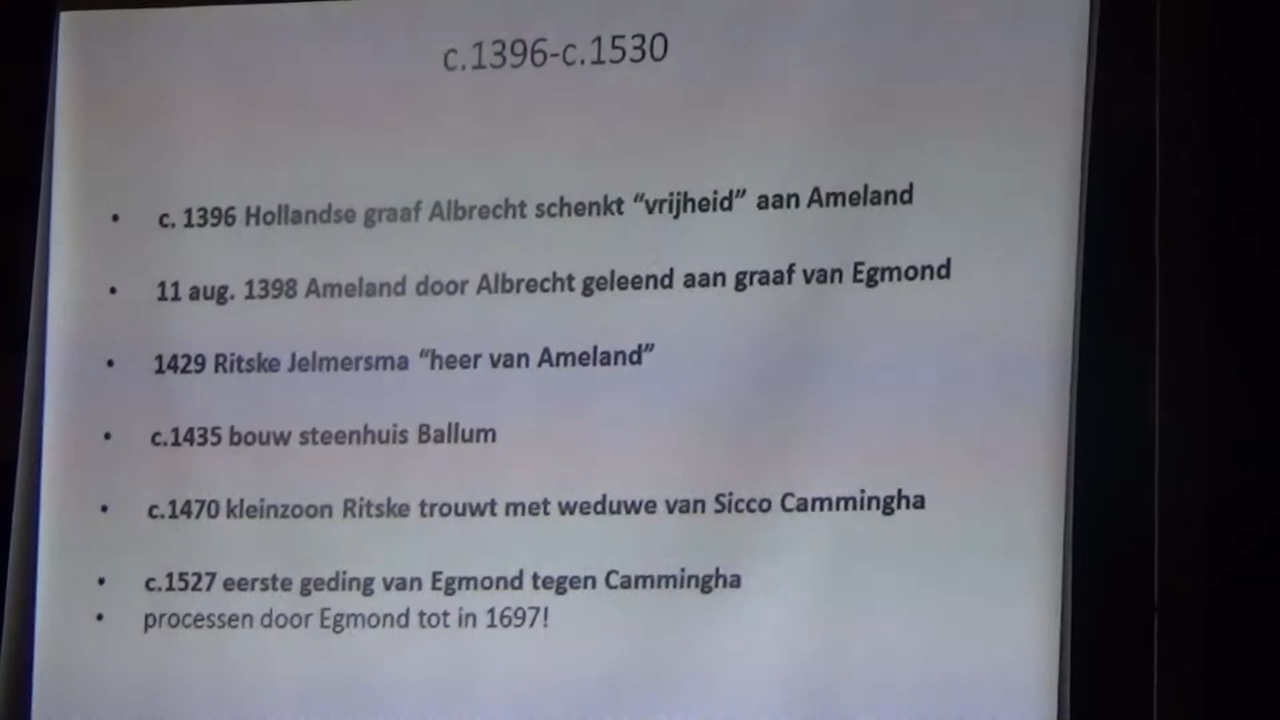 c.1396-c.1530
• c. 1396 Hollandse graaf Albrecht schenkt “vrijheid” aan Ameland
• 11 aug. 1398 Ameland door Albrecht geleend aan graaf van Egmond
• 1429 Ritske Jelmersma “heer van Ameland”
• c.1435 bouw steenhuis Ballum
• c.1470 kleinzoon Ritske trouwt met weduwe van Sicco Cammingha
• c.1527 eerste geding van Egmond tegen Cammingha
• processen door Egmond tot in 1697!